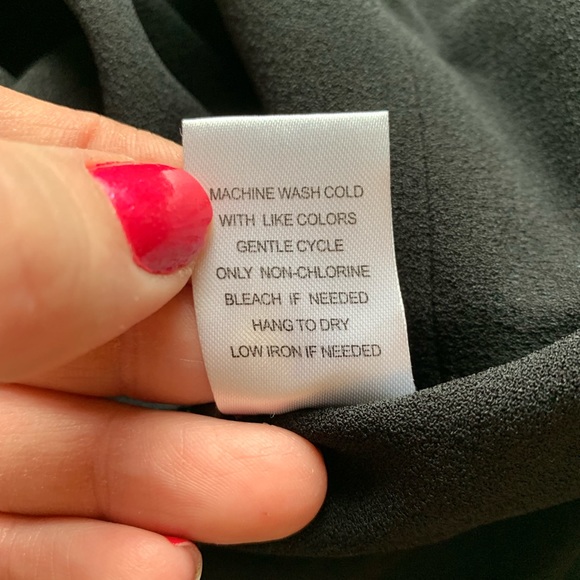 MACHINE WASH COLD
WITH LIKE COLORS
GENTLE CYCLE
ONLY NON-CHLORINE
BLEACH IF NEEDED
HANG TO DRY
LOW IRON IF NEEDED